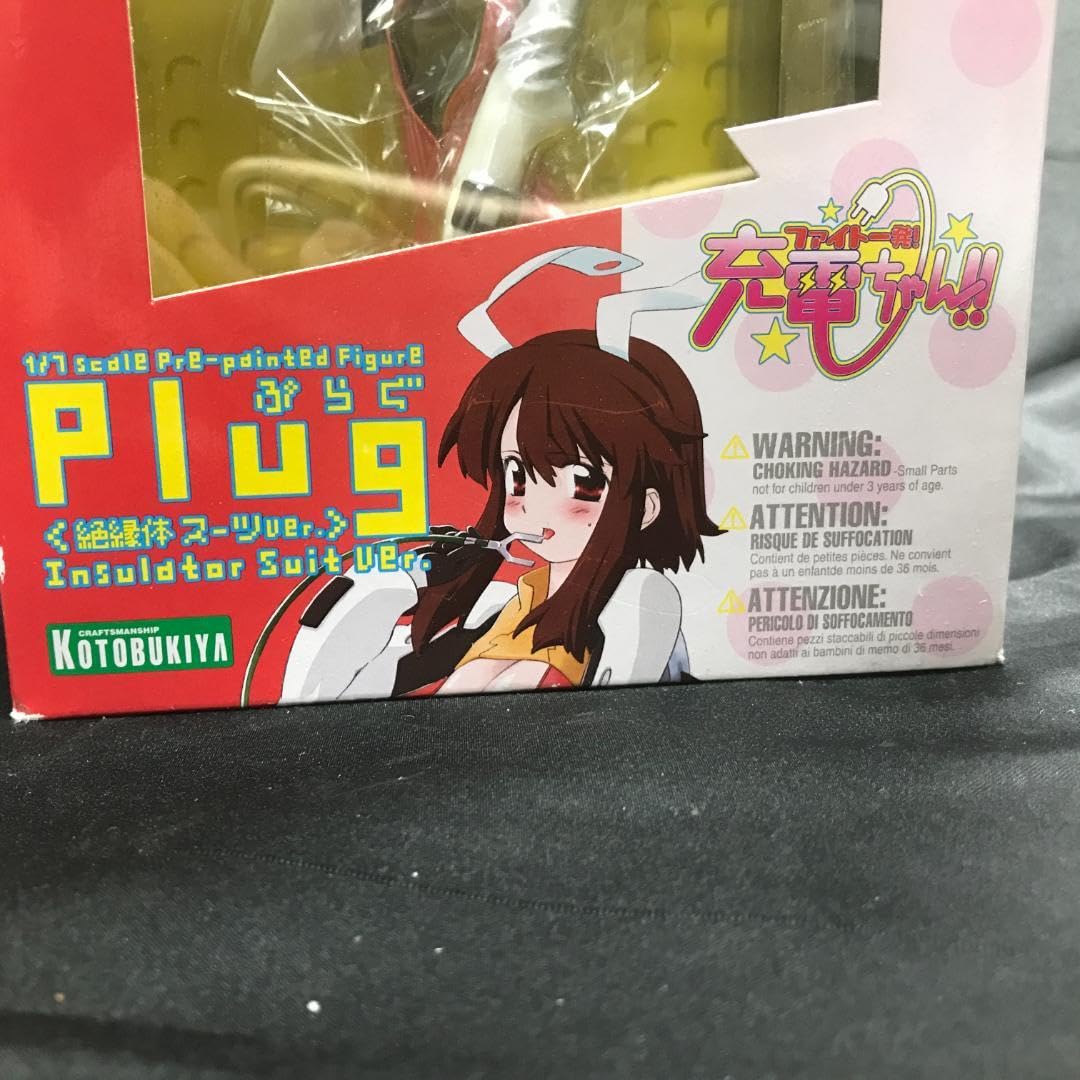 ファイト一発!
充電ちゃん!!
1/7 scale Pre-painted Figure
ぷらぐ
Plug
<絶縁体スーツver.>
Insulator Suit Ver.
CRAFTSMANSHIP
KOTOBUKIYA
WARNING:
CHOKING HAZARD -Small Parts
not for children under 3 years of age.
ATTENTION:
RISQUE DE SUFFOCATION
Contient de petites pièces. Ne convient
pas à un enfantde moins de 36 mois.
ATTENZIONE:
PERICOLO DI SOFFOCAMENTO
Contiene pezzi staccabili di piccole dimensioni
non adatti ai bambini di memo di 36 mesi.